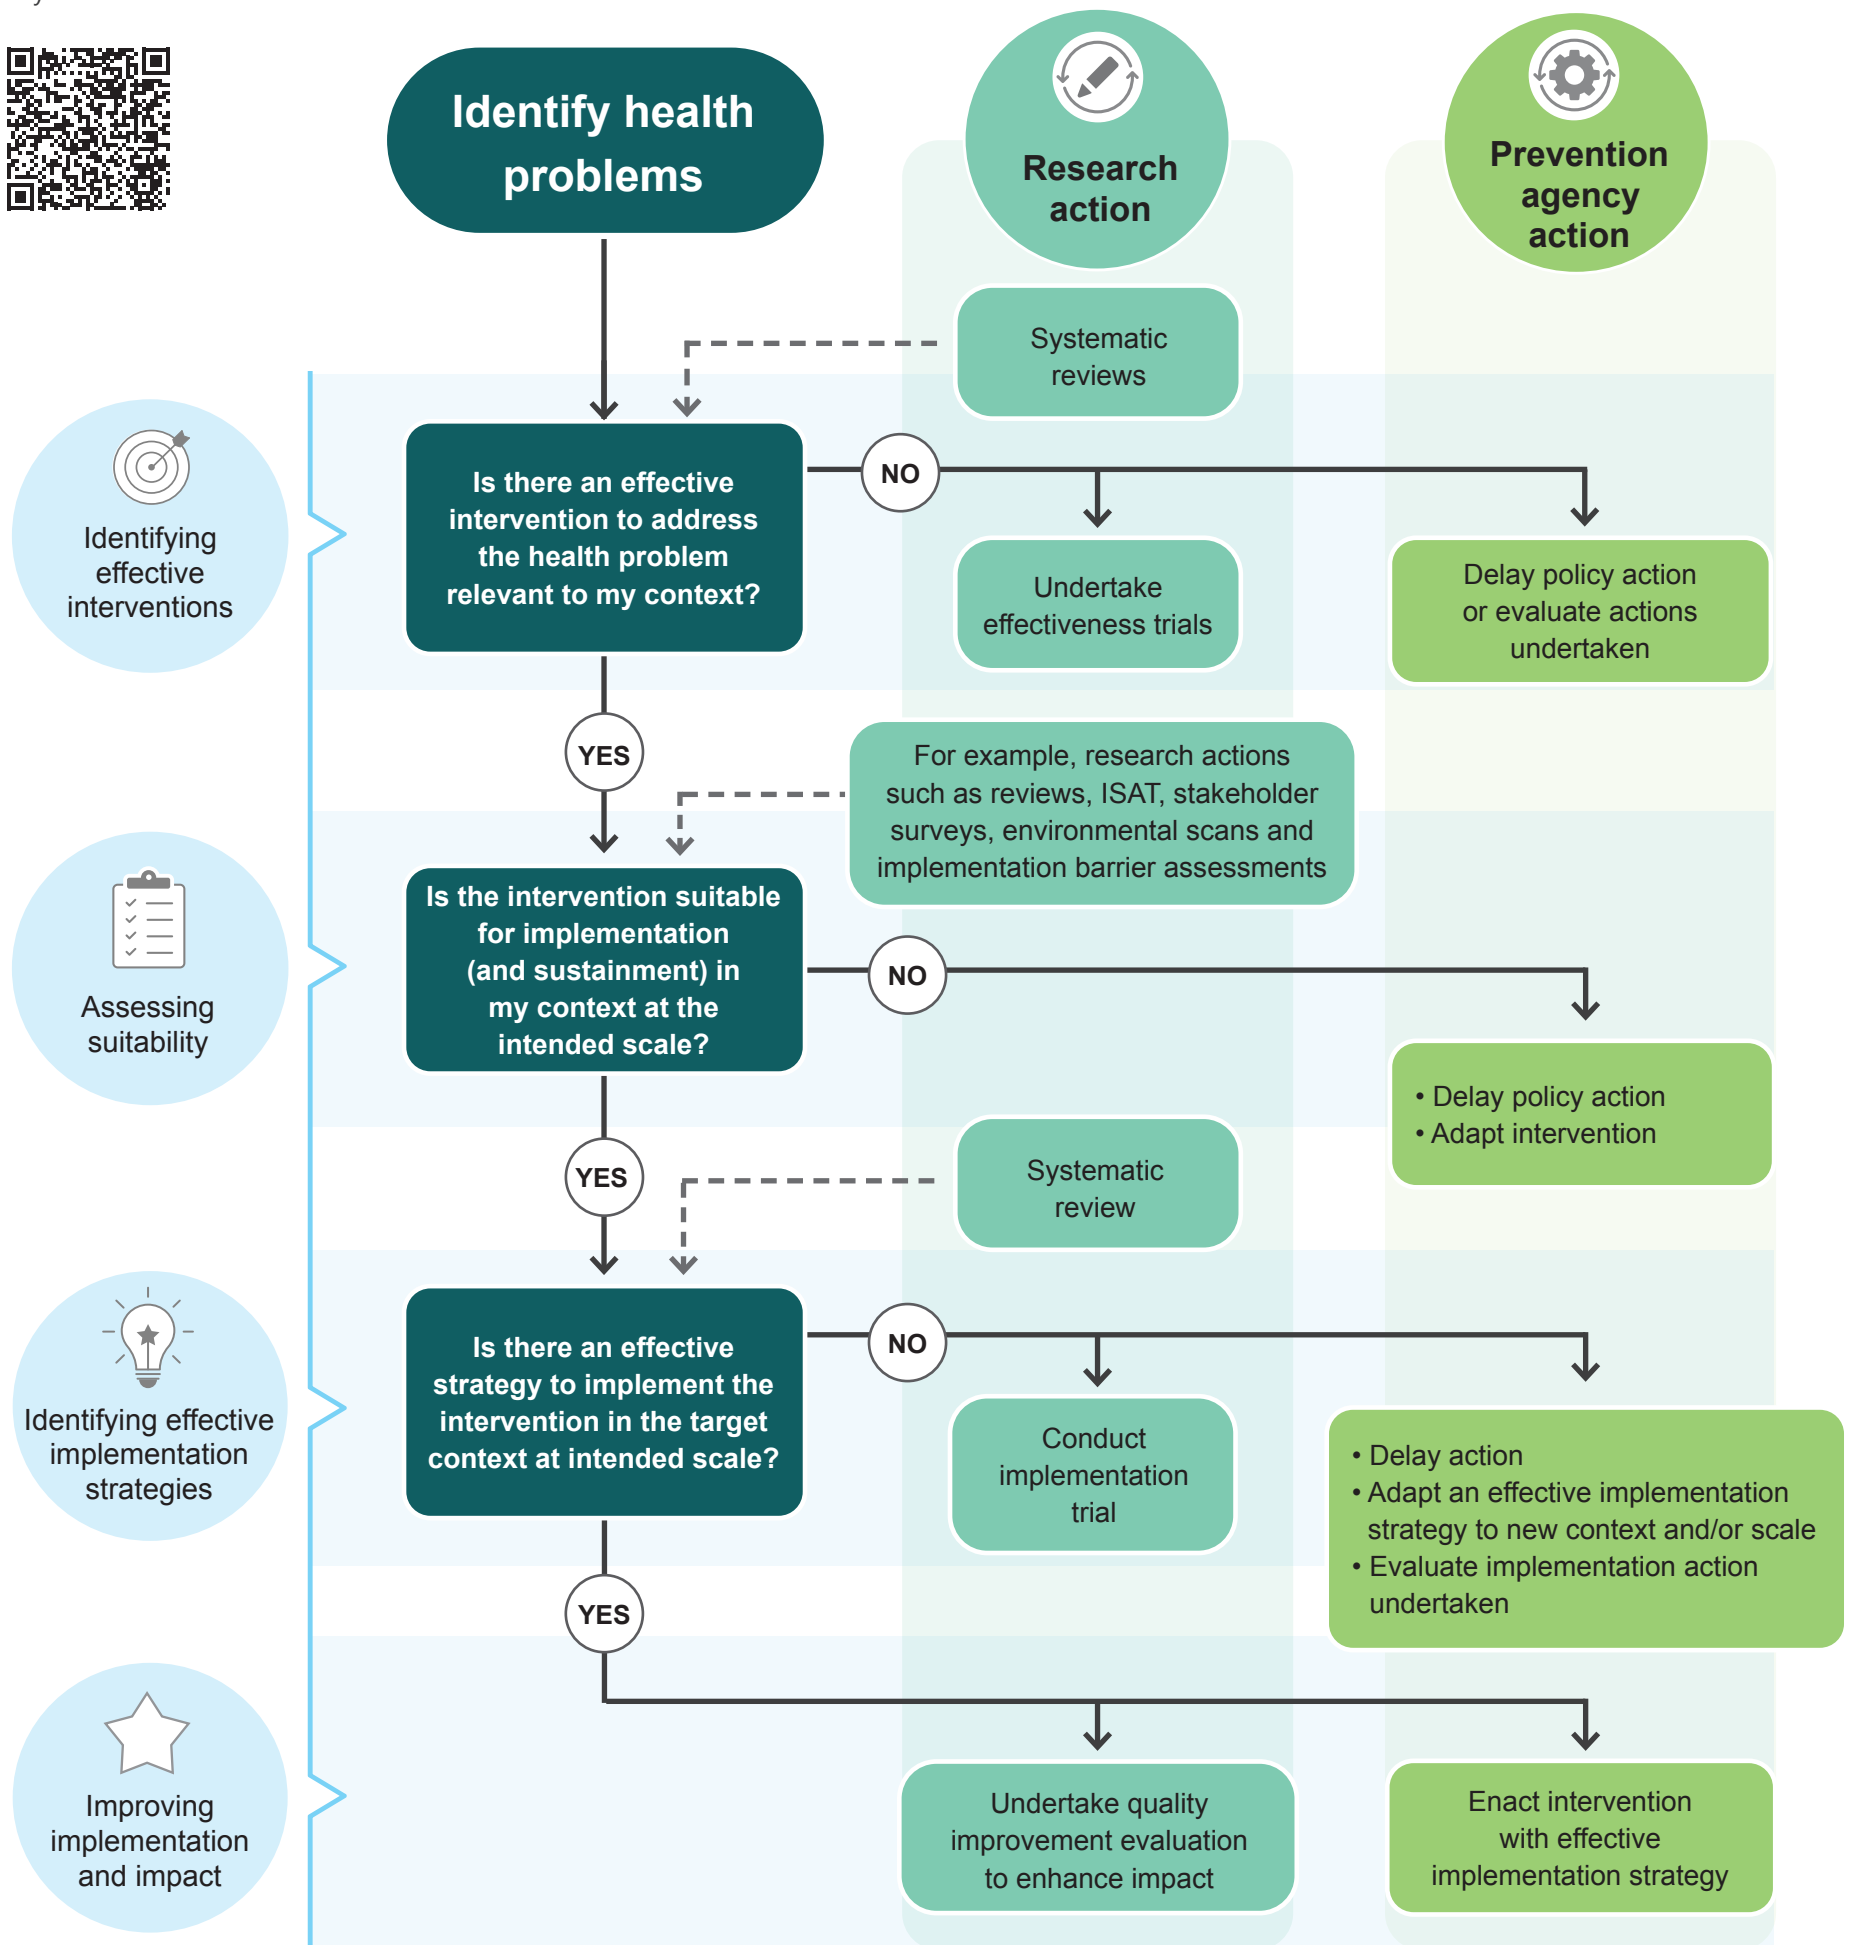 Identify health
problems
Research
action
Prevention
agency
action
Systematic
reviews
Identifying
effective
interventions
Is there an effective
intervention to address
the health problem
relevant to my context?
NO
Undertake
effectiveness trials
Delay policy action
or evaluate actions
undertaken
YES
For example, research actions
such as reviews, ISAT, stakeholder
surveys, environmental scans and
implementation barrier assessments
Assessing
suitability
Is the intervention suitable
for implementation
(and sustainment) in
my context at the
intended scale?
NO
• Delay policy action
• Adapt intervention
YES
Systematic
review
Identifying effective
implementation
strategies
Is there an effective
strategy to implement the
intervention in the target
context at intended scale?
NO
Conduct
implementation
trial
• Delay action
• Adapt an effective implementation
strategy to new context and/or scale
• Evaluate implementation action
undertaken
YES
Improving
implementation
and impact
Undertake quality
improvement evaluation
to enhance impact
Enact intervention
with effective
implementation strategy